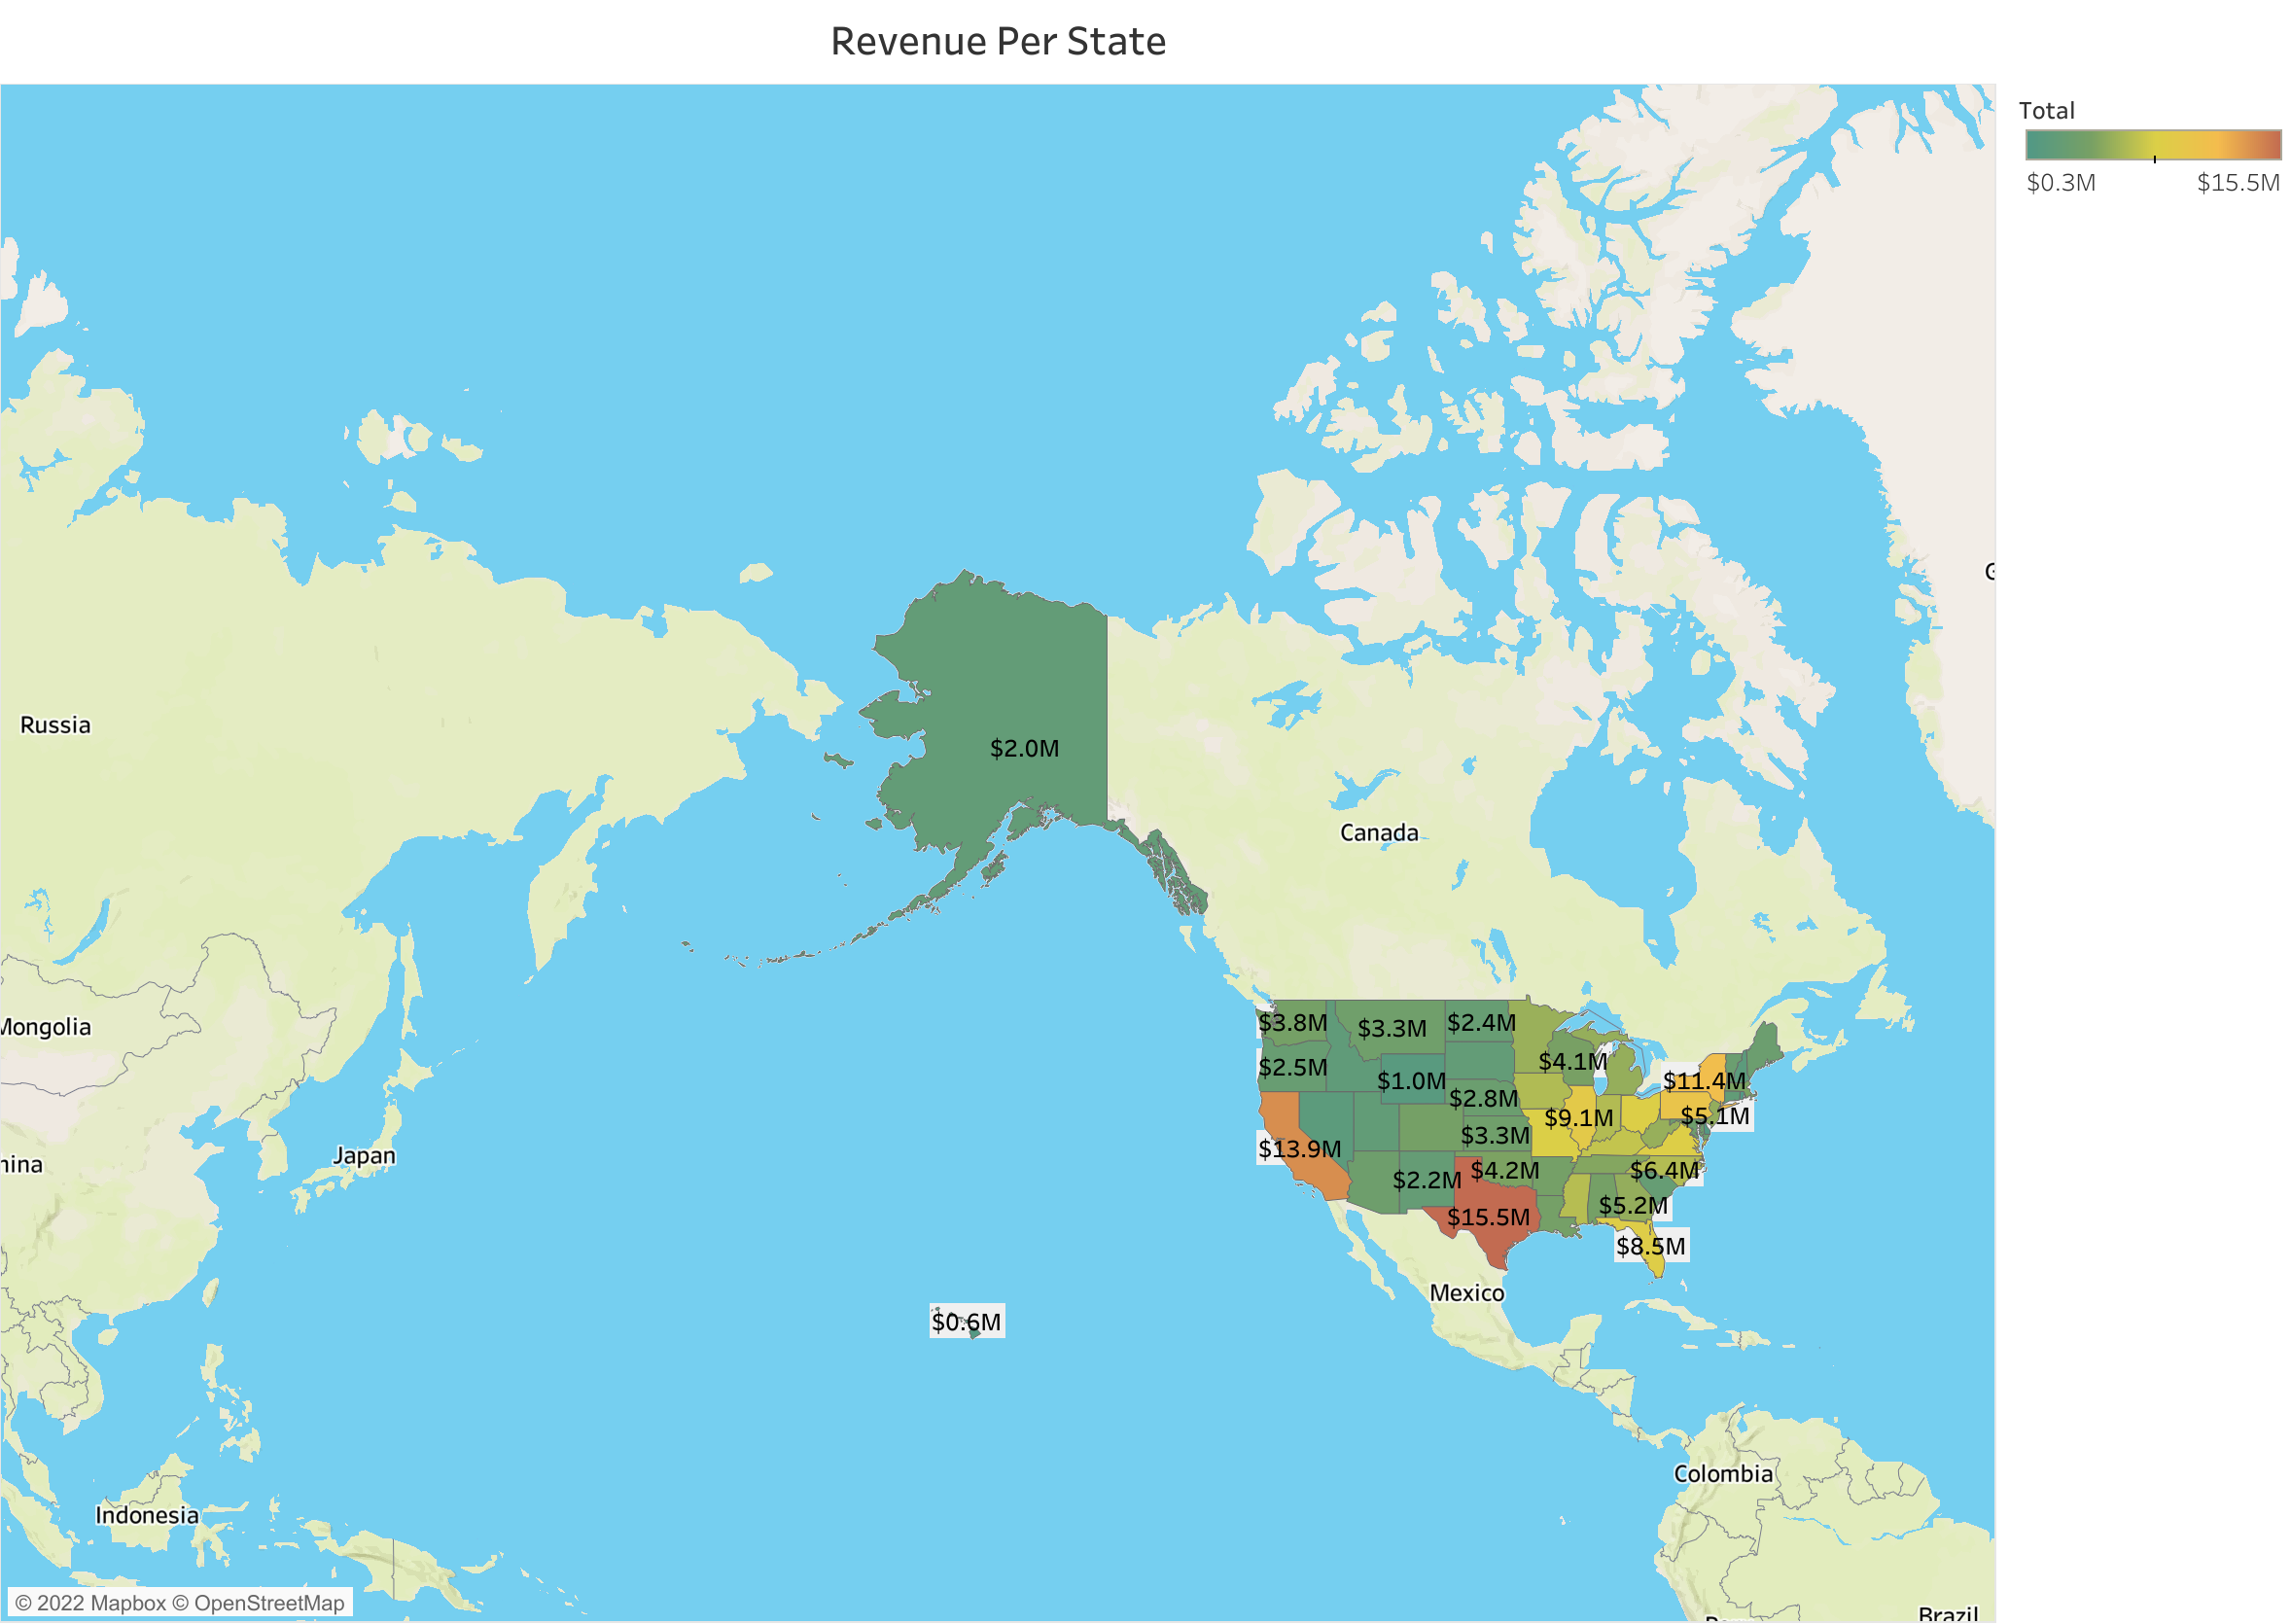 Revenue Per State
Total
$0.3M
$15.5M
Russia
$2.0M
Canada
Mongolia
$3.8M
$3.3M
$2.4M
$2.5M
$4.1M
$1.0M
$11.4M
$2.8M
$9.1M
$5.1M
$3.3M
$13.9M
Japan
hina
$4.2M
$6.4M
$2.2M
$5.2M
$15.5M
$8.5M
Mexico
$0.6M
Colombia
Indonesia
© 2022 Mapbox © OpenStreetMap
Brazil